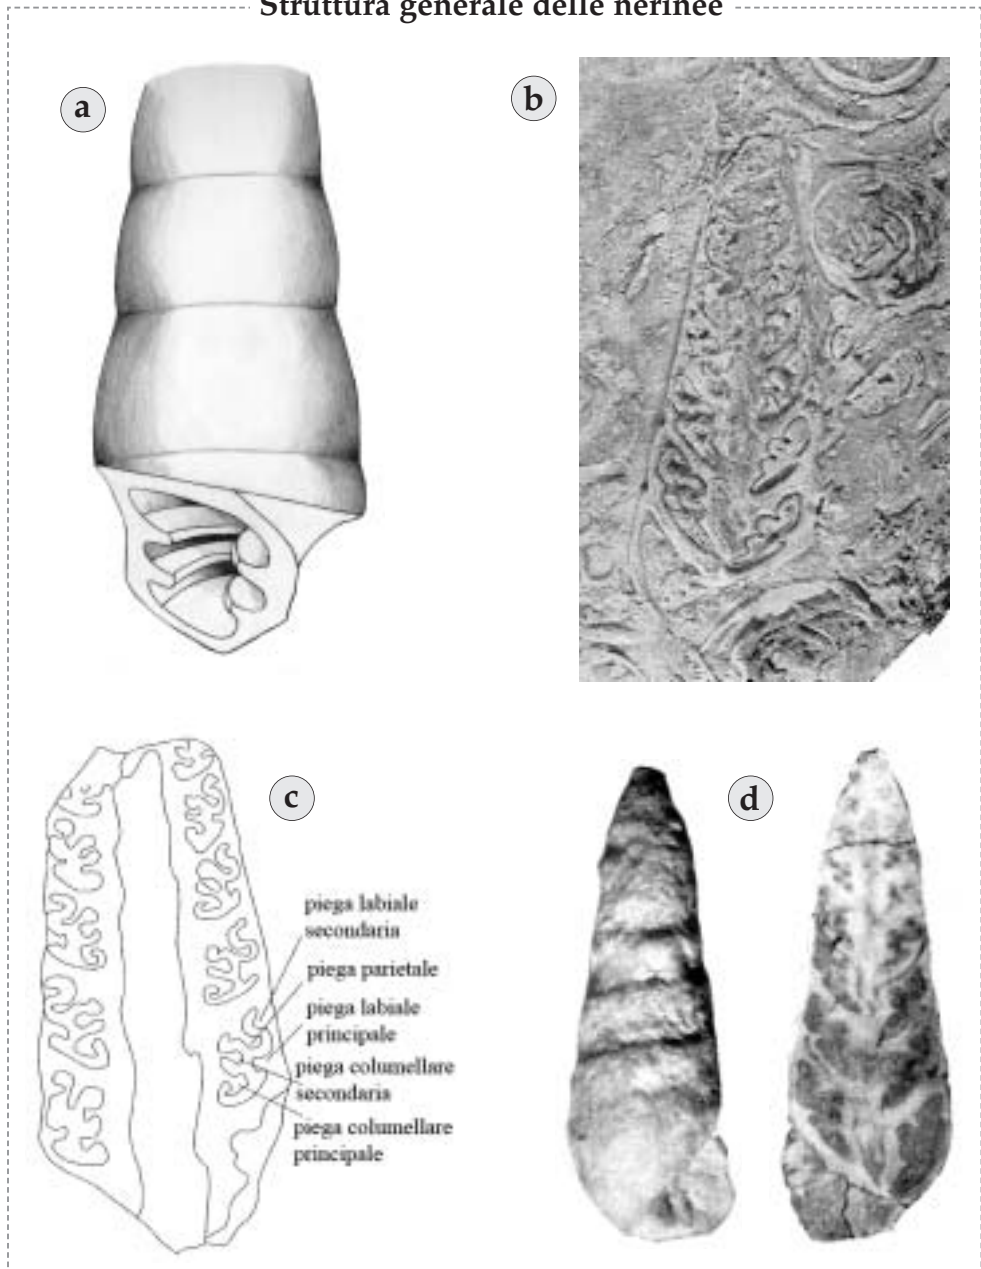 Struttura generale delle nerinee
a
b
c
d
piega labiale
secondaria
piega parietale
piega labiale
principale
piega columellare
secondaria
piega columellare
principale